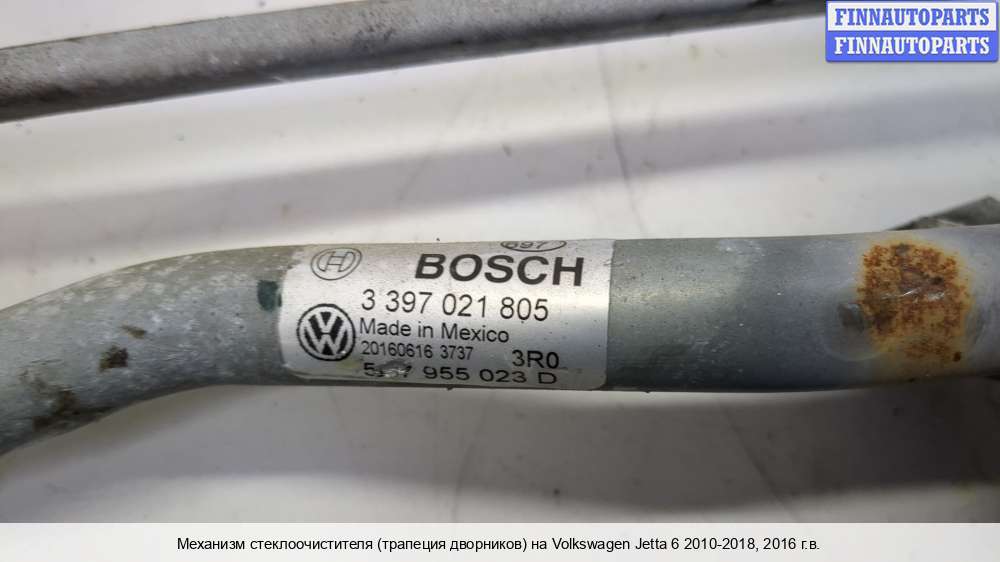 FINNAUTOPARTS
FINNAUTOPARTS
BOSCH
3 397 021 805
Made in Mexico
20160616 3737 3R0
955 023 D
Механизм стеклоочистителя (трапеция дворников) на Volkswagen Jetta 6 2010-2018, 2016 г.в.